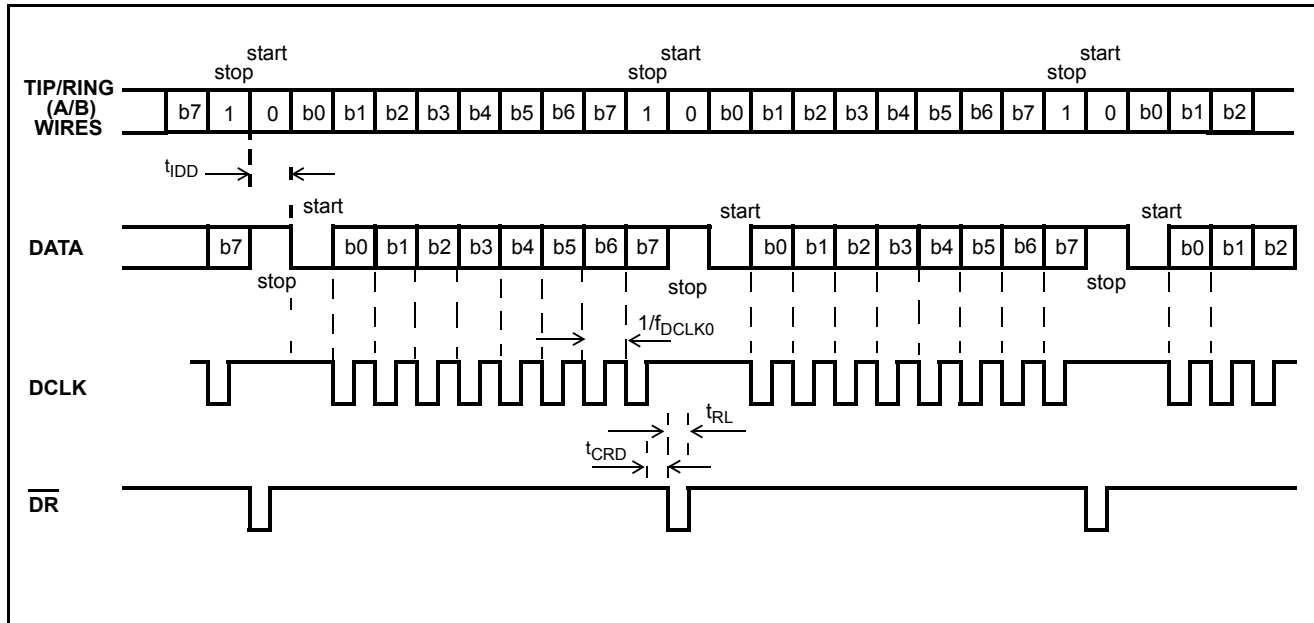 start start start
stop stop stop
TIP/RING
(A/B)
WIRES
b7 1 0 b0 b1 b2 b3 b4 b5 b6 b7 1 0 b0 b1 b2 b3 b4 b5 b6 b7 1 0 b0 b1 b2
tIDD
start start start
DATA
b7 b0 b1 b2 b3 b4 b5 b6 b7 b0 b1 b2 b3 b4 b5 b6 b7 b0 b1 b2
stop stop stop
1/fDCLK0
DCLK
tRL
tCRD
DR